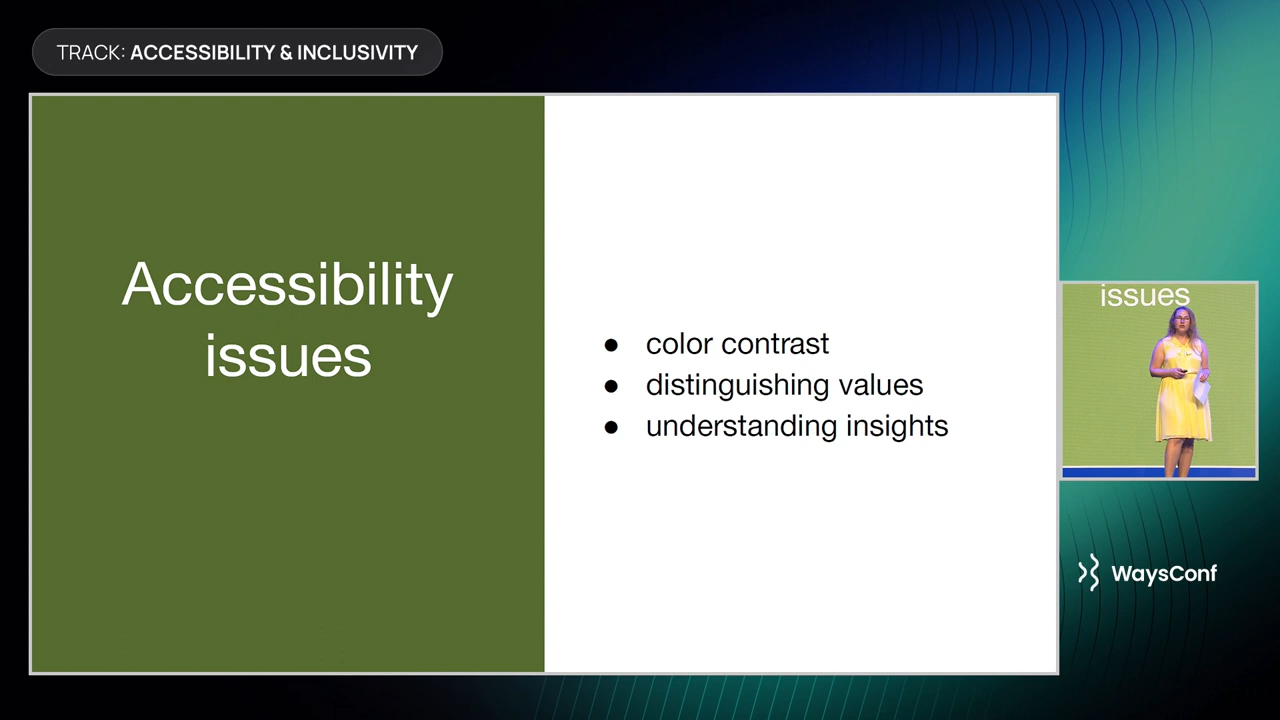 TRACK: ACCESSIBILITY & INCLUSIVITY
Accessibility
issues
● color contrast
● distinguishing values
● understanding insights
issues
WaysConf